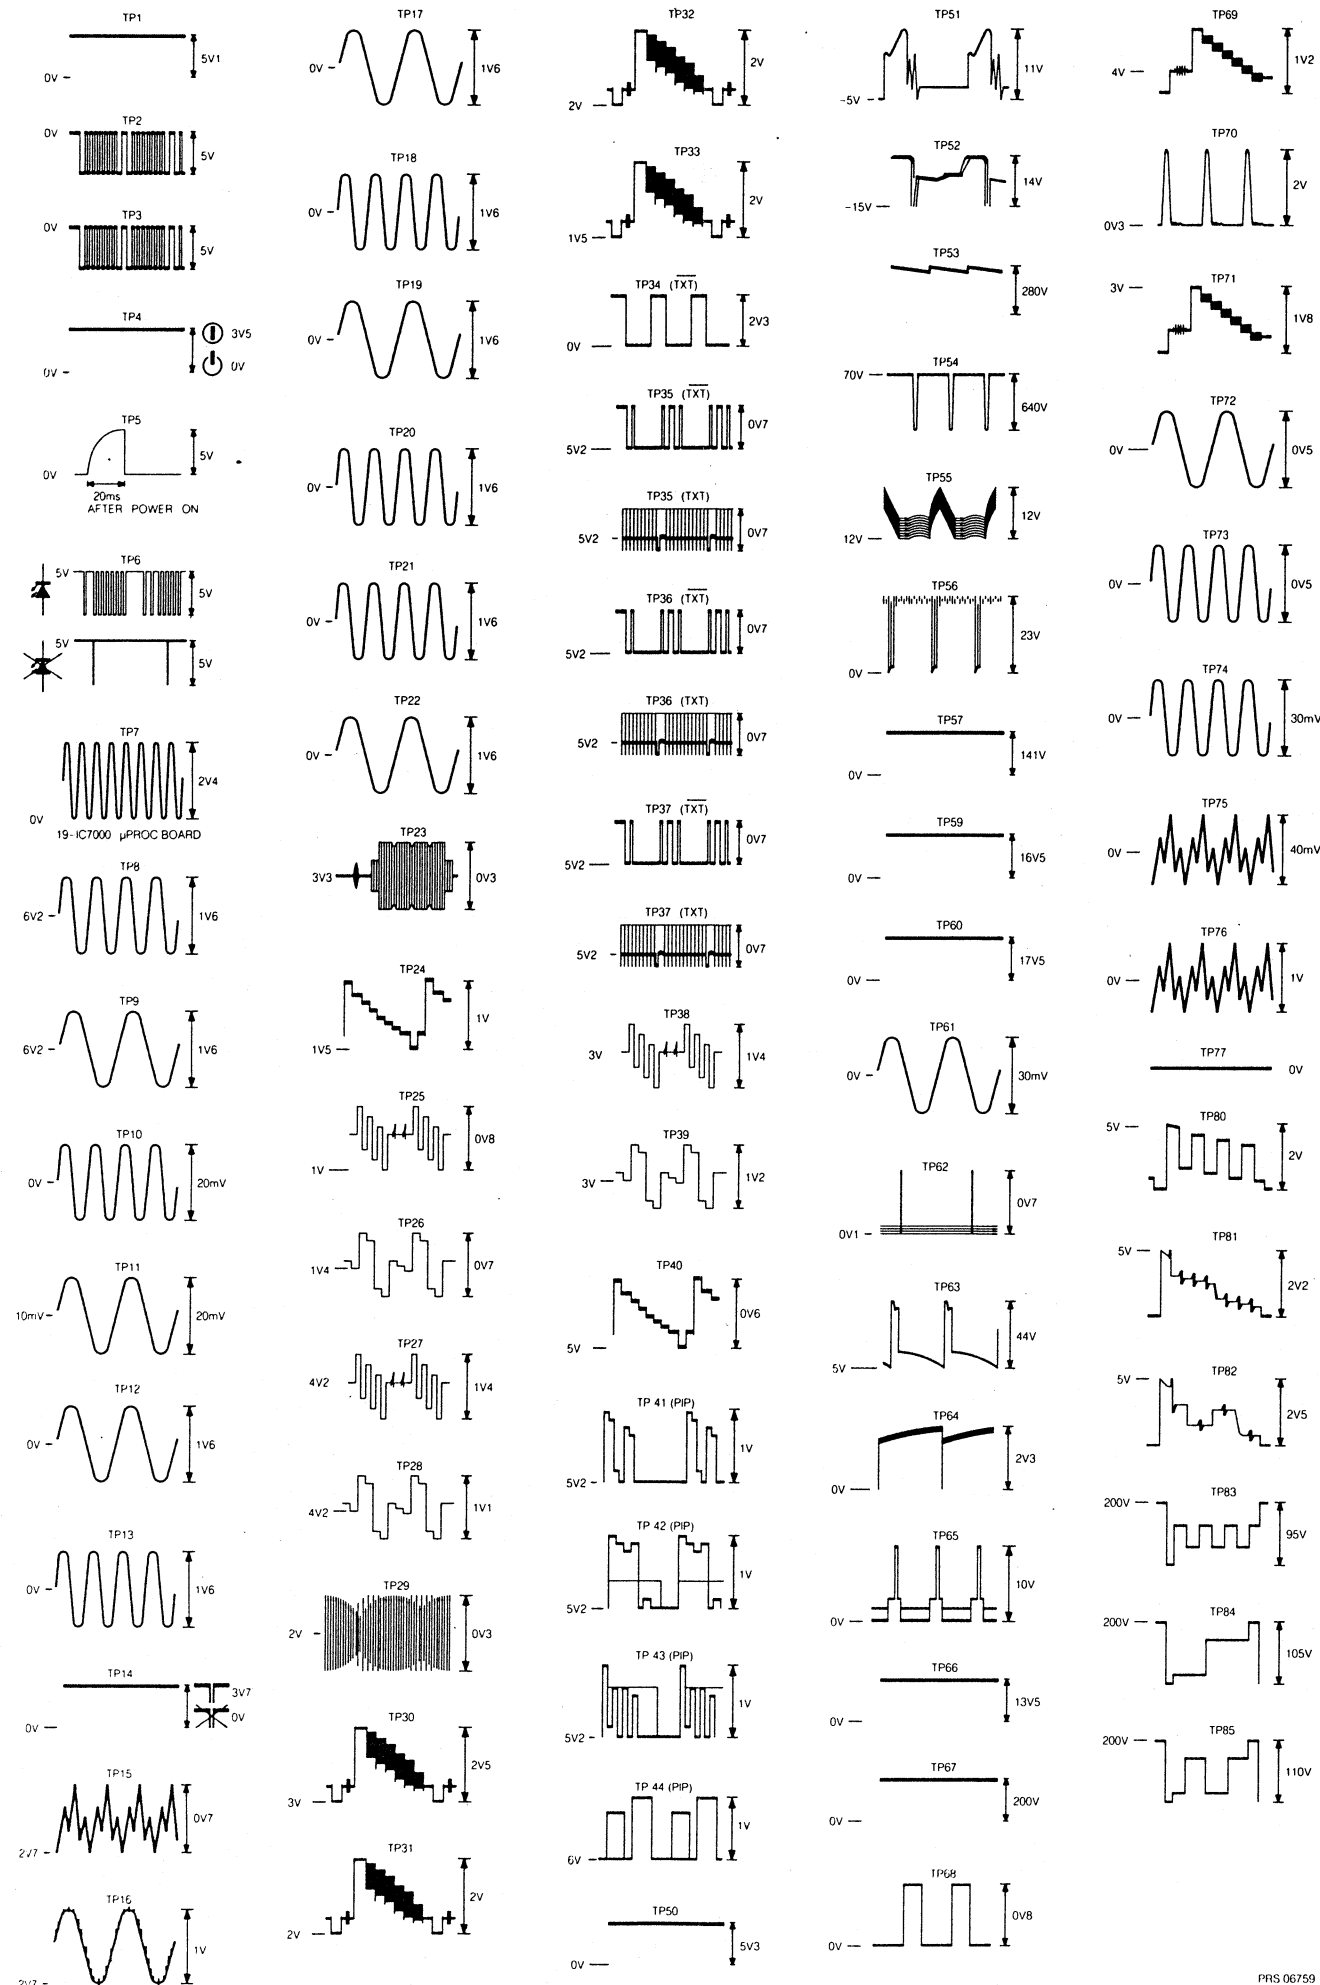 TP1
5V1
0V
TP2
0V
5V
TP3
0V
5V
TP4
3V5
0V
0V
TP5
5V
0V
20ms
AFTER POWER ON
TP6
5V
5V
5V
5V
TP7
2V4
0V
19-IC7000 µPROC BOARD
TP8
6V2
1V6
TP9
6V2
1V6
TP10
0V
20mV
TP11
10mV
20mV
TP12
0V
1V6
TP13
0V
1V6
TP14
3V7
0V
0V
TP15
0V7
2V7
TP16
1V
2V7
TP17
0V
1V6
TP18
0V
1V6
TP19
0V
1V6
TP20
0V
1V6
TP21
0V
1V6
TP22
0V
1V6
TP23
3V3
0V3
TP24
1V
1V5
TP25
0V8
1V
TP26
1V4
0V7
TP27
4V2
1V4
TP28
4V2
1V1
TP29
2V
0V3
TP30
2V5
3V
TP31
2V
2V
TP32
2V
2V
TP33
2V
1V5
TP34 (T̅X̅T̅)
2V3
0V
TP35 (T̅X̅T̅)
0V7
5V2
TP35 (TXT)
5V2
0V7
TP36 (T̅X̅T̅)
0V7
5V2
TP36 (TXT)
5V2
0V7
TP37 (T̅X̅T̅)
0V7
5V2
TP37 (TXT)
5V2
0V7
TP38
3V
1V4
TP39
3V
1V2
TP40
0V6
5V
TP 41 (PIP)
1V
5V2
TP 42 (PIP)
1V
5V2
TP 43 (PIP)
1V
5V2
TP 44 (PIP)
1V
6V
TP50
5V3
0V
TP51
11V
-5V
TP52
14V
-15V
TP53
280V
TP54
70V
640V
TP55
12V
12V
TP56
23V
0V
TP57
141V
0V
TP59
16V5
0V
TP60
17V5
0V
TP61
0V
30mV
TP62
0V7
0V1
TP63
44V
5V
TP64
2V3
0V
TP65
10V
0V
TP66
13V5
0V
TP67
200V
0V
TP68
0V8
0V
TP69
4V
1V2
TP70
2V
0V3
TP71
3V
1V8
TP72
0V
0V5
TP73
0V
0V5
TP74
0V
30mV
TP75
0V
40mV
TP76
0V
1V
TP77
0V
TP80
5V
2V
TP81
5V
2V2
TP82
5V
2V5
TP83
200V
95V
TP84
200V
105V
TP85
200V
110V
PRS 06759